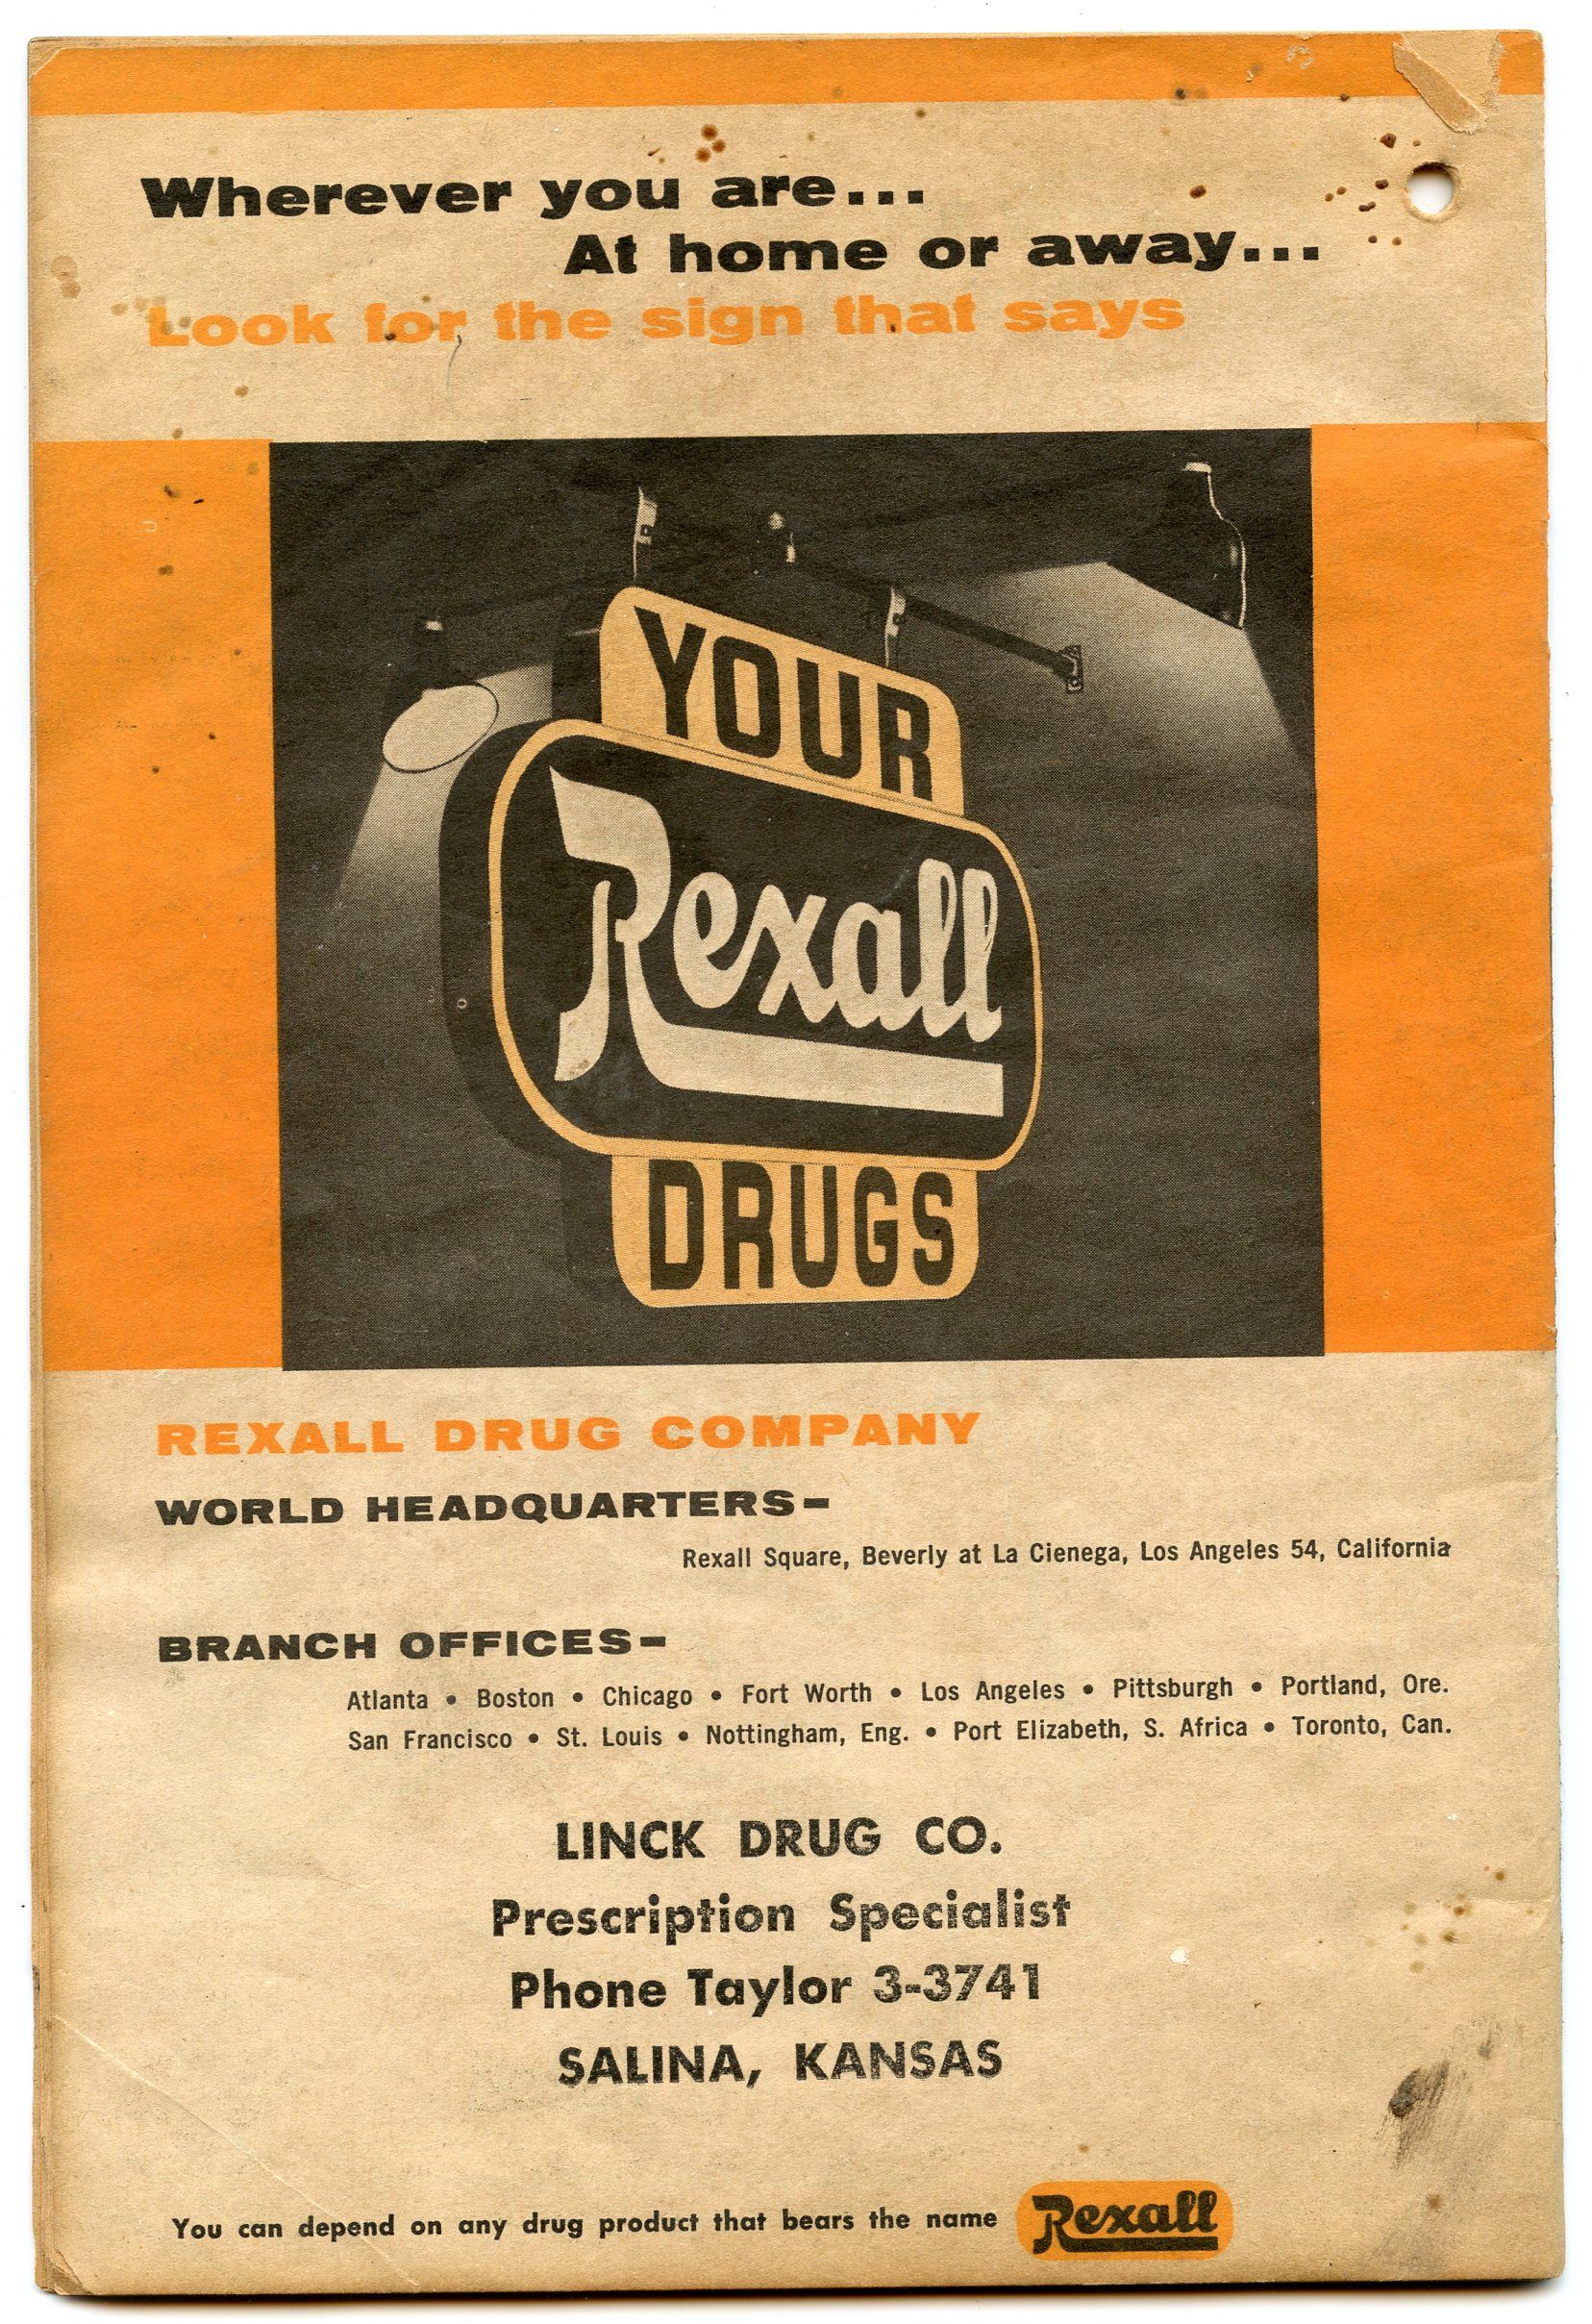 Wherever you are...
At home or away...
Look for the sign that says
YOUR
Rexall
DRUGS
REXALL DRUG COMPANY
WORLD HEADQUARTERS–
Rexall Square, Beverly at La Cienega, Los Angeles 54, California
BRANCH OFFICES–
Atlanta • Boston • Chicago • Fort Worth • Los Angeles • Pittsburgh • Portland, Ore.
San Francisco • St. Louis • Nottingham, Eng. • Port Elizabeth, S. Africa • Toronto, Can.
LINCK DRUG CO.
Prescription Specialist
Phone Taylor 3-3741
SALINA, KANSAS
You can depend on any drug product that bears the name Rexall